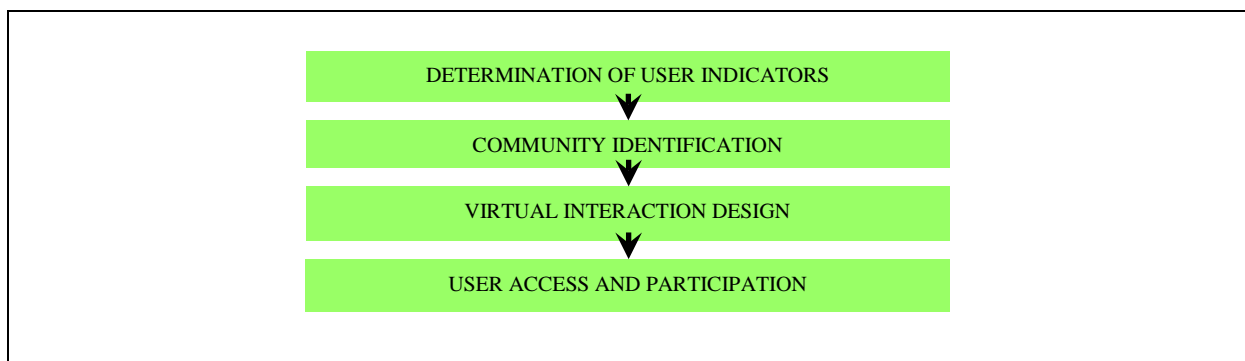 DETERMINATION OF USER INDICATORS
COMMUNITY IDENTIFICATION
VIRTUAL INTERACTION DESIGN
USER ACCESS AND PARTICIPATION